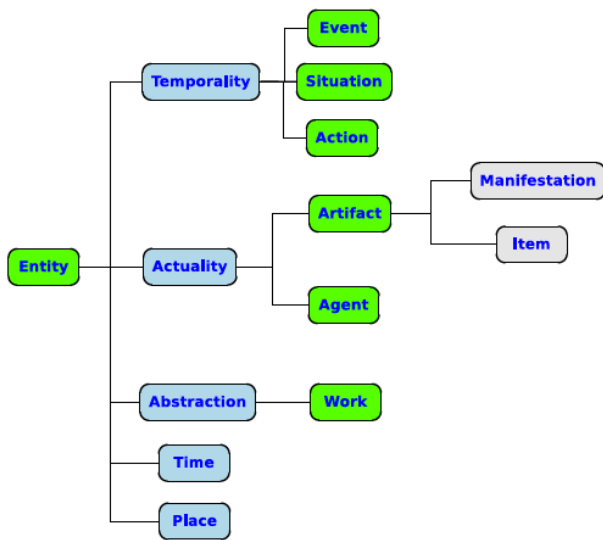 Event
Temporality
Situation
Action
Manifestation
Artifact
Item
Entity
Actuality
Agent
Abstraction
Work
Time
Place